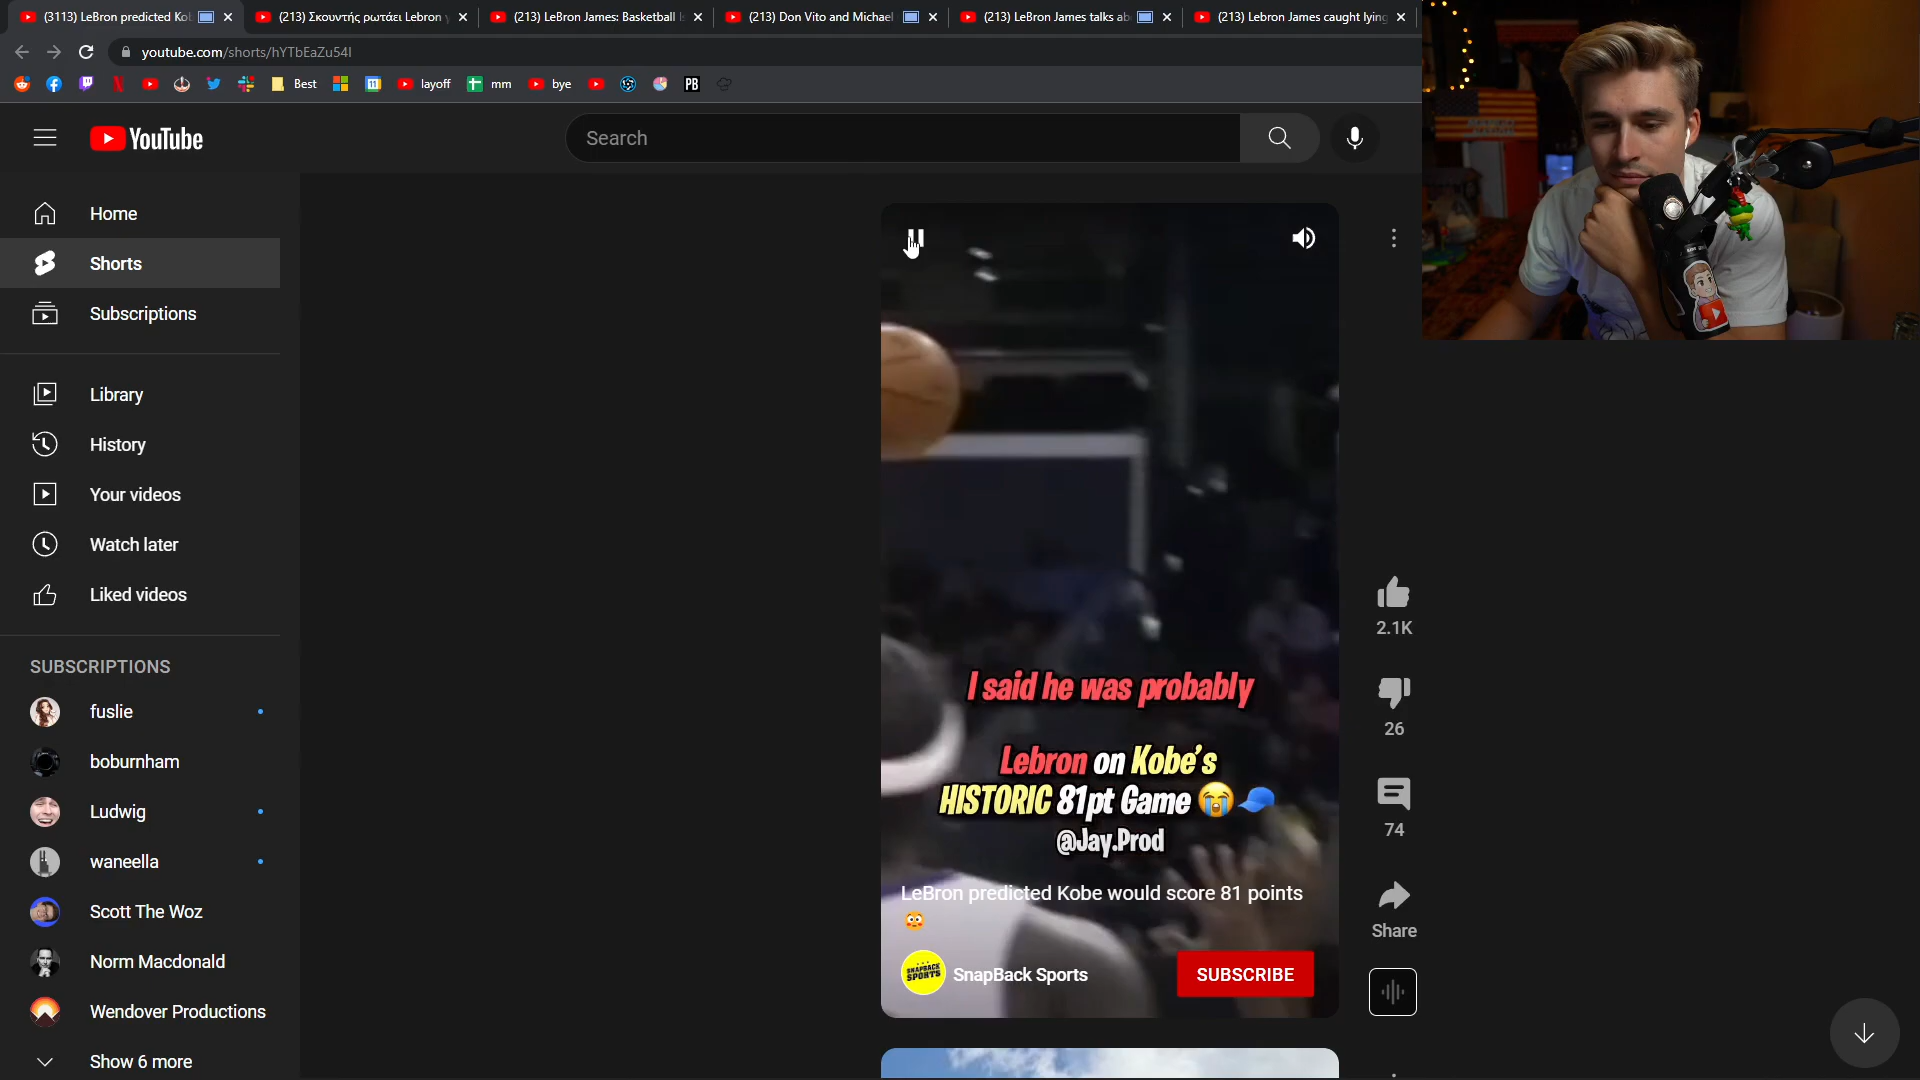 (3113) LeBron predicted Ko
(213) Σκουντής ρωτάει Lebron
(213) LeBron James: Basketball
(213) Don Vito and Michael
(213) LeBron James talks ab
(213) Lebron James caught lying
youtube.com/shorts/hYTbEaZu54I
Best
layoff
mm
bye
PB
YouTube
Search
Home
Shorts
Subscriptions
Library
History
Your videos
Watch later
Liked videos
SUBSCRIPTIONS
fuslie
boburnham
Ludwig
waneella
Scott The Woz
Norm Macdonald
Wendover Productions
Show 6 more
I said he was probably
Lebron on Kobe's
HISTORIC 81pt Game 😭🧢
@Jay.Prod
LeBron predicted Kobe would score 81 points
😳
SNAPBACK
SPORTS
SnapBack Sports
SUBSCRIBE
2.1K
26
74
Share